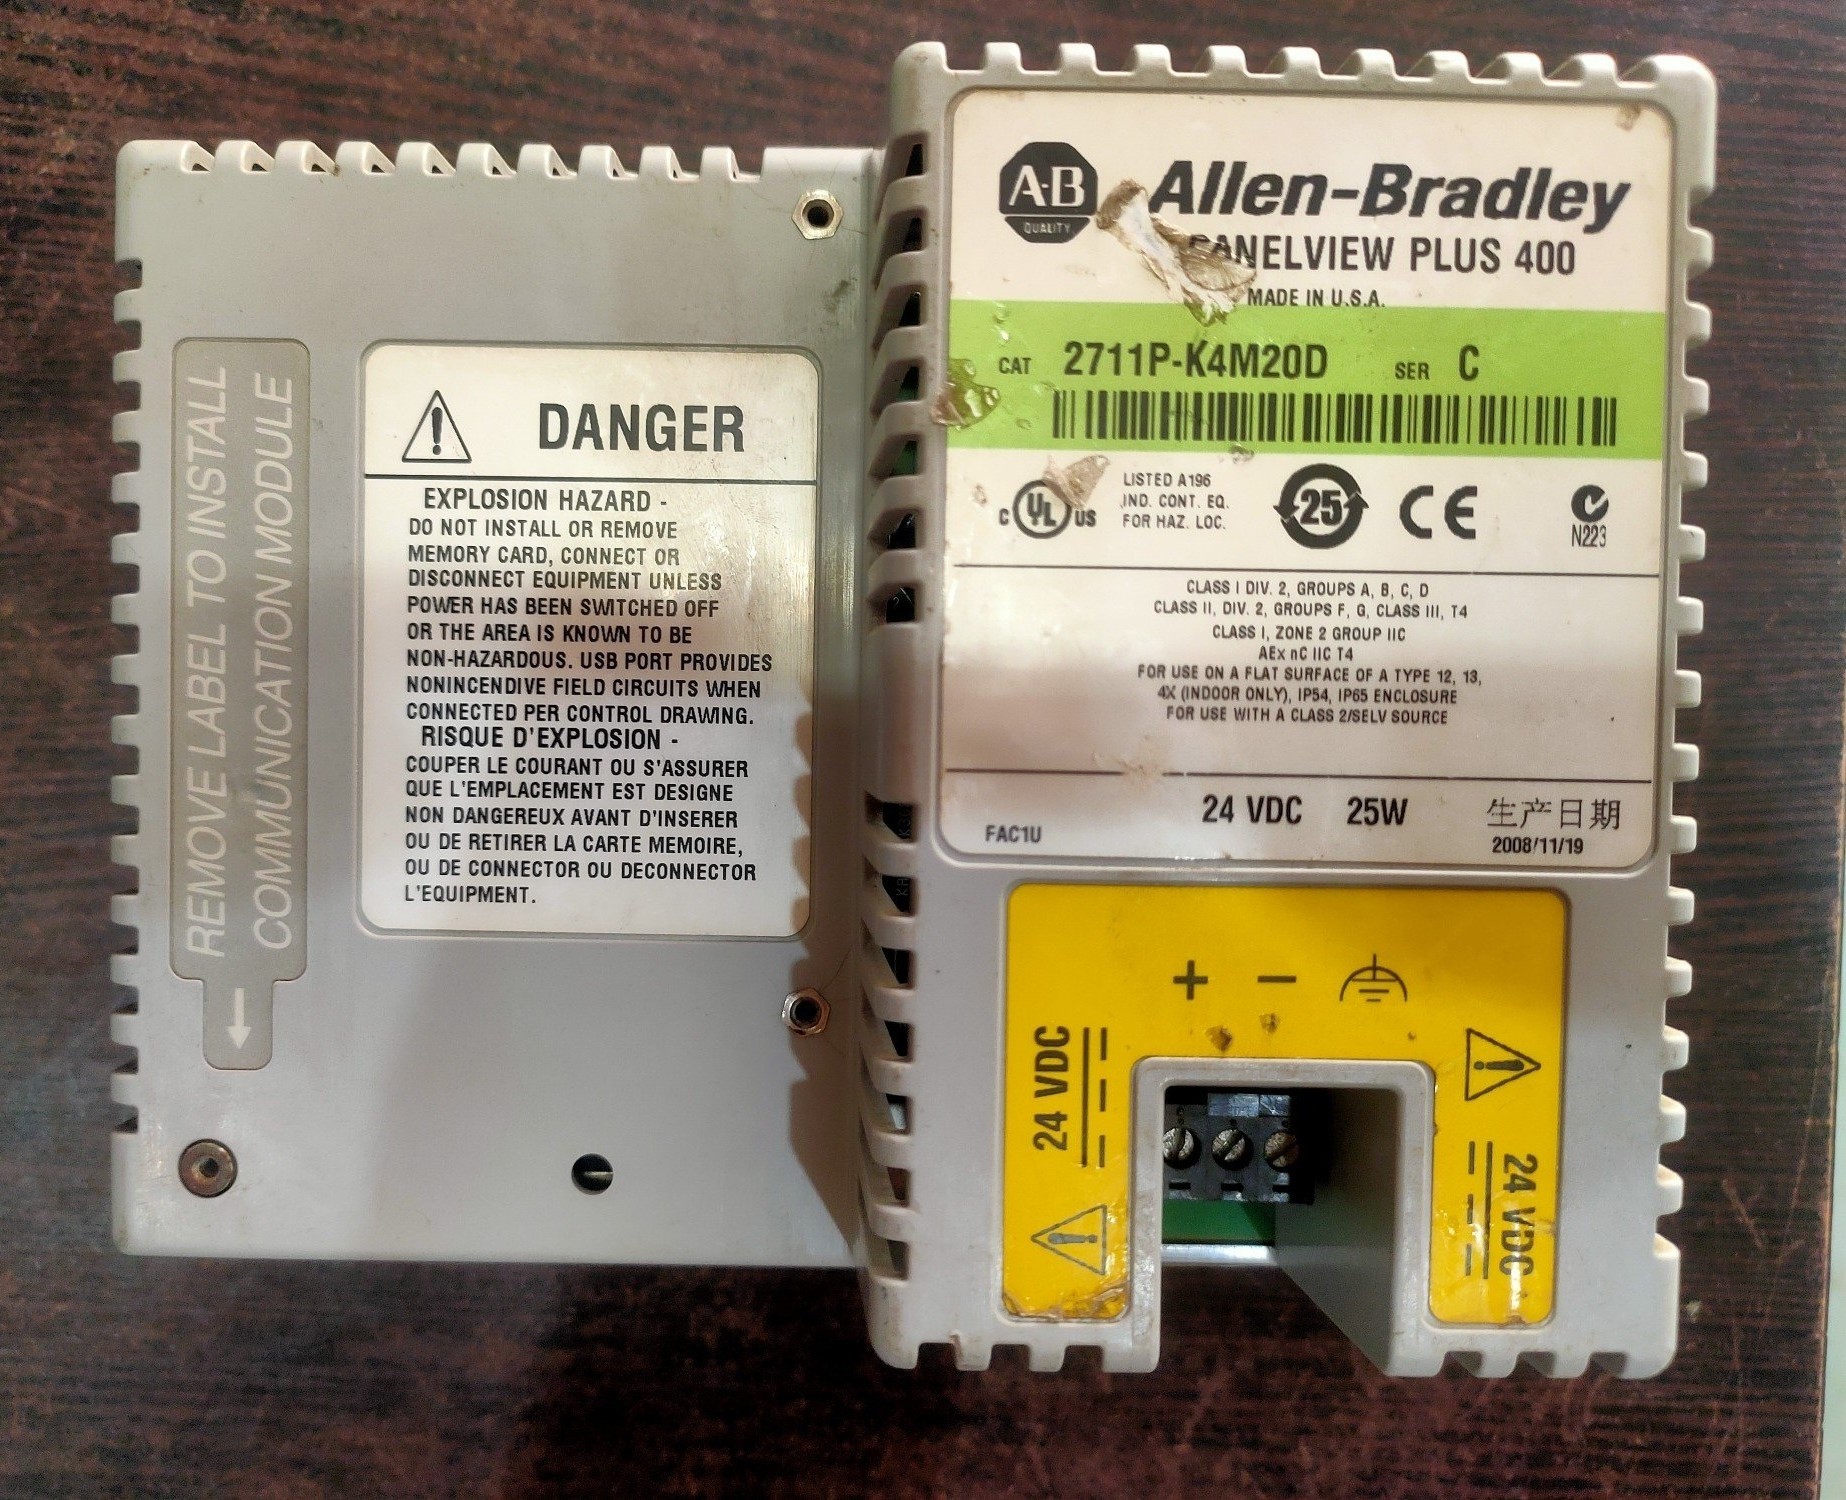 REMOVE LABEL TO INSTALL
COMMUNICATION MODULE
DANGER
EXPLOSION HAZARD -
DO NOT INSTALL OR REMOVE
MEMORY CARD, CONNECT OR
DISCONNECT EQUIPMENT UNLESS
POWER HAS BEEN SWITCHED OFF
OR THE AREA IS KNOWN TO BE
NON-HAZARDOUS. USB PORT PROVIDES
NONINCENDIVE FIELD CIRCUITS WHEN
CONNECTED PER CONTROL DRAWING.
RISQUE D'EXPLOSION -
COUPER LE COURANT OU S'ASSURER
QUE L'EMPLACEMENT EST DESIGNE
NON DANGEREUX AVANT D'INSERER
OU DE RETIRER LA CARTE MEMOIRE,
OU DE CONNECTOR OU DECONNECTOR
L'EQUIPMENT.
A-B
QUALITY
Allen-Bradley
PANELVIEW PLUS 400
MADE IN U.S.A.
CAT 2711P-K4M20D SER C
C UL US
LISTED A196
IND. CONT. EQ.
FOR HAZ. LOC.
25
CE
N223
CLASS I DIV. 2, GROUPS A, B, C, D
CLASS II, DIV. 2, GROUPS F, G, CLASS III, T4
CLASS I, ZONE 2 GROUP IIC
AEx nC IIC T4
FOR USE ON A FLAT SURFACE OF A TYPE 12, 13,
4X (INDOOR ONLY), IP54, IP65 ENCLOSURE
FOR USE WITH A CLASS 2/SELV SOURCE
FAC1U
24 VDC 25W
生产日期
2008/11/19
+ -
24 VDC
24 VDC